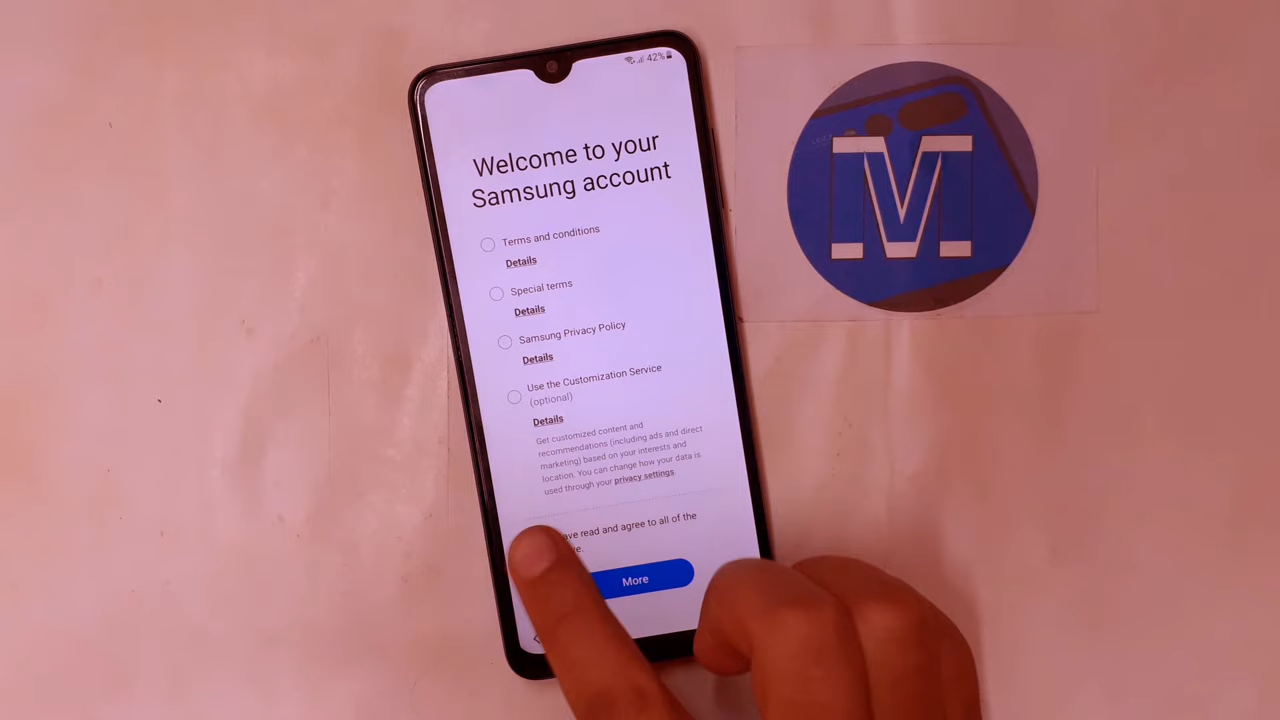 42%
Welcome to your
Samsung account
Terms and conditions
Details
Special terms
Details
Samsung Privacy Policy
Details
Use the Customization Service
(optional)
Details
Get customized content and
recommendations (including ads and direct
marketing) based on your interests and
location. You can change how your data is
used through your privacy settings.
read and agree to all of the
More
M